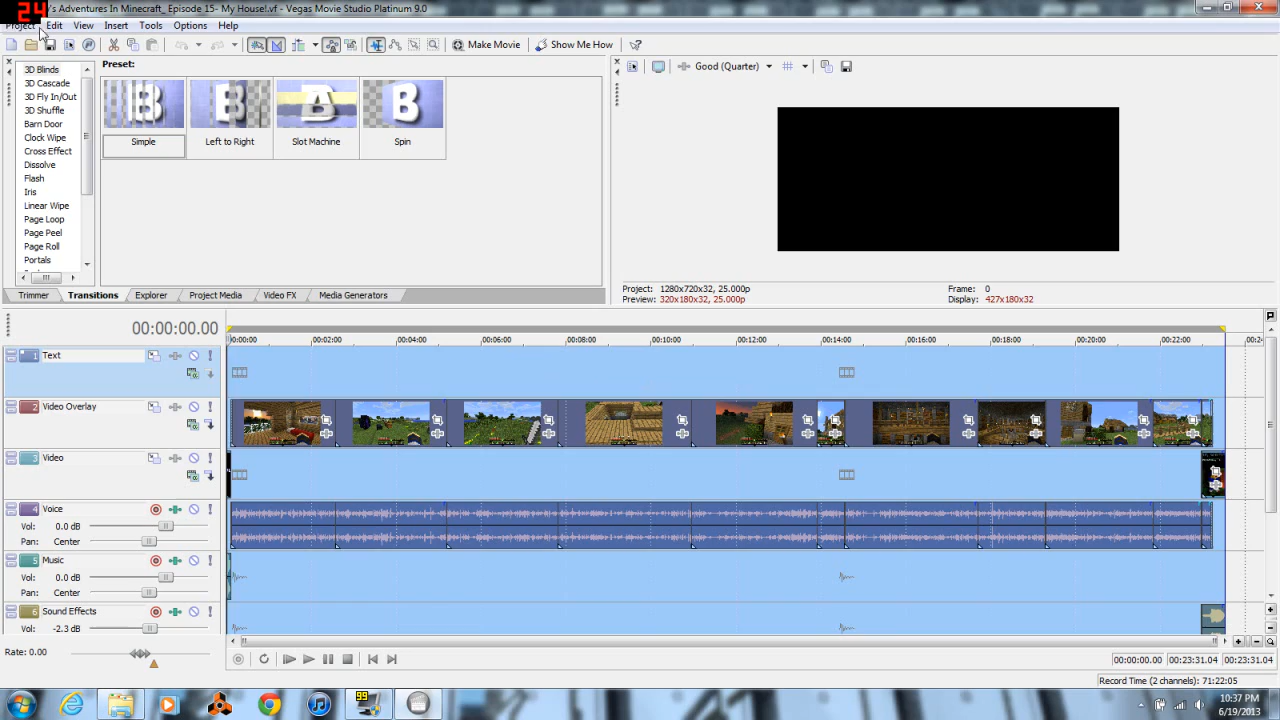 24
y's Adventures In Minecraft_ Episode 15- My House!.vf - Vegas Movie Studio Platinum 9.0
Project Edit View Insert Tools Options Help
Make Movie Show Me How
3D Blinds
3D Cascade
3D Fly In/Out
3D Shuffle
Barn Door
Clock Wipe
Cross Effect
Dissolve
Flash
Iris
Linear Wipe
Page Loop
Page Peel
Page Roll
Portals
Preset:
Simple Left to Right Slot Machine Spin
Good (Quarter)
Project: 1280x720x32, 25.000p Frame: 0
Preview: 320x180x32, 25.000p Display: 427x180x32
Trimmer Transitions Explorer Project Media Video FX Media Generators
00:00:00.00
00:00:00 00:02:00 00:04:00 00:06:00 00:08:00 00:10:00 00:12:00 00:14:00 00:16:00 00:18:00 00:20:00 00:22:00
1 Text
2 Video Overlay
3 Video
4 Voice
Vol: 0.0 dB
Pan: Center
5 Music
Vol: 0.0 dB
Pan: Center
6 Sound Effects
Vol: -2.3 dB
Rate: 0.00
00:00:00.00 00:23:31.04 00:23:31.04
Record Time (2 channels): 71:22:05
99
10:37 PM
6/19/2013